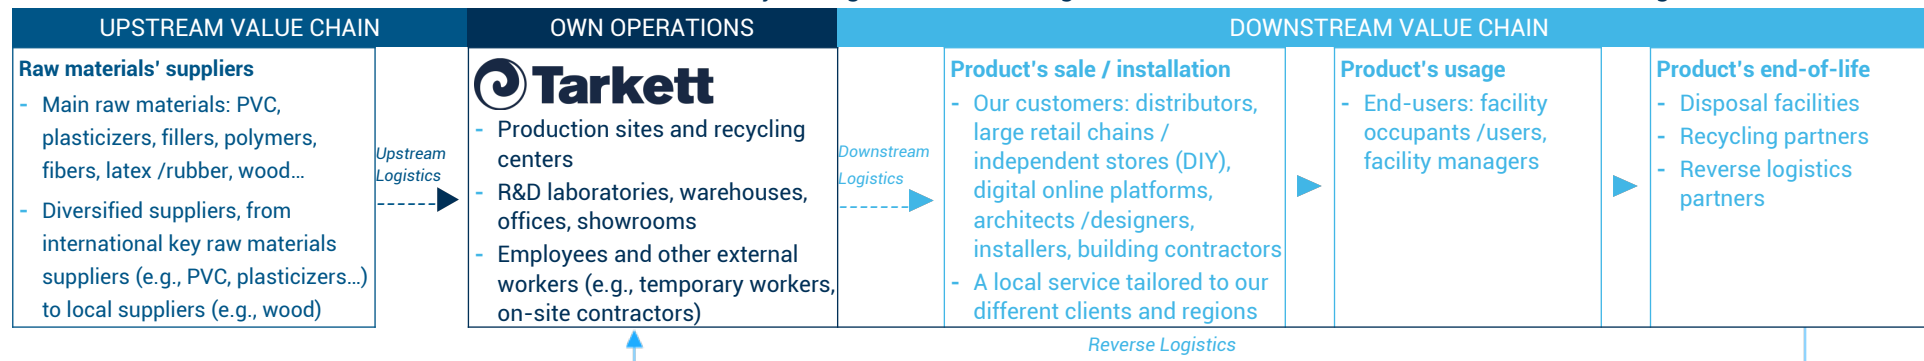 UPSTREAM VALUE CHAIN
OWN OPERATIONS
DOWNSTREAM VALUE CHAIN
Raw materials' suppliers
- Main raw materials: PVC,
plasticizers, fillers, polymers,
fibers, latex /rubber, wood…
- Diversified suppliers, from
international key raw materials
suppliers (e.g., PVC, plasticizers…)
to local suppliers (e.g., wood)
Upstream
Logistics
Tarkett
- Production sites and recycling
centers
- R&D laboratories, warehouses,
offices, showrooms
- Employees and other external
workers (e.g., temporary workers,
on-site contractors)
Downstream
Logistics
Product's sale / installation
- Our customers: distributors,
large retail chains /
independent stores (DIY),
digital online platforms,
architects /designers,
installers, building contractors
- A local service tailored to our
different clients and regions
Product's usage
- End-users: facility
occupants /users,
facility managers
Product's end-of-life
- Disposal facilities
- Recycling partners
- Reverse logistics
partners
Reverse Logistics